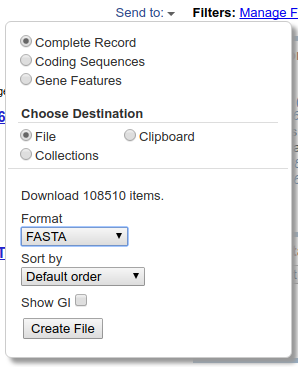 Send to: Filters: Manage F
Complete Record
Coding Sequences
Gene Features
Choose Destination
File Clipboard
Collections
Download 108510 items.
Format
FASTA
Sort by
Default order
Show GI
Create File